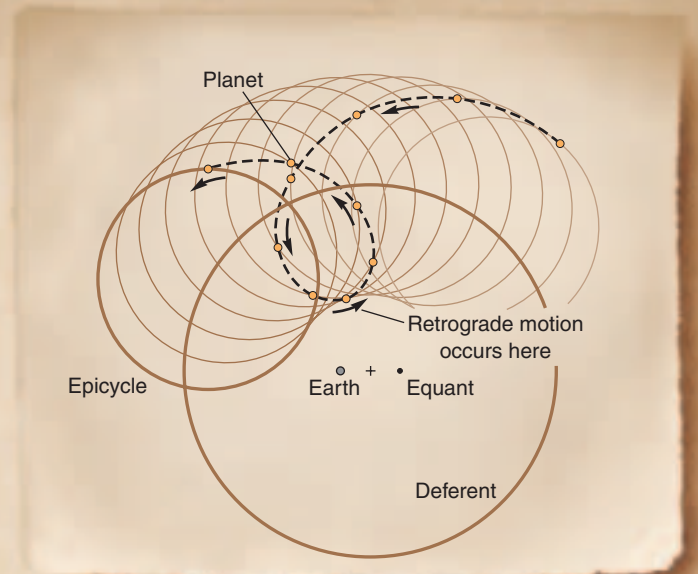 Planet
Retrograde motion
occurs here
Epicycle
Earth + Equant
Deferent